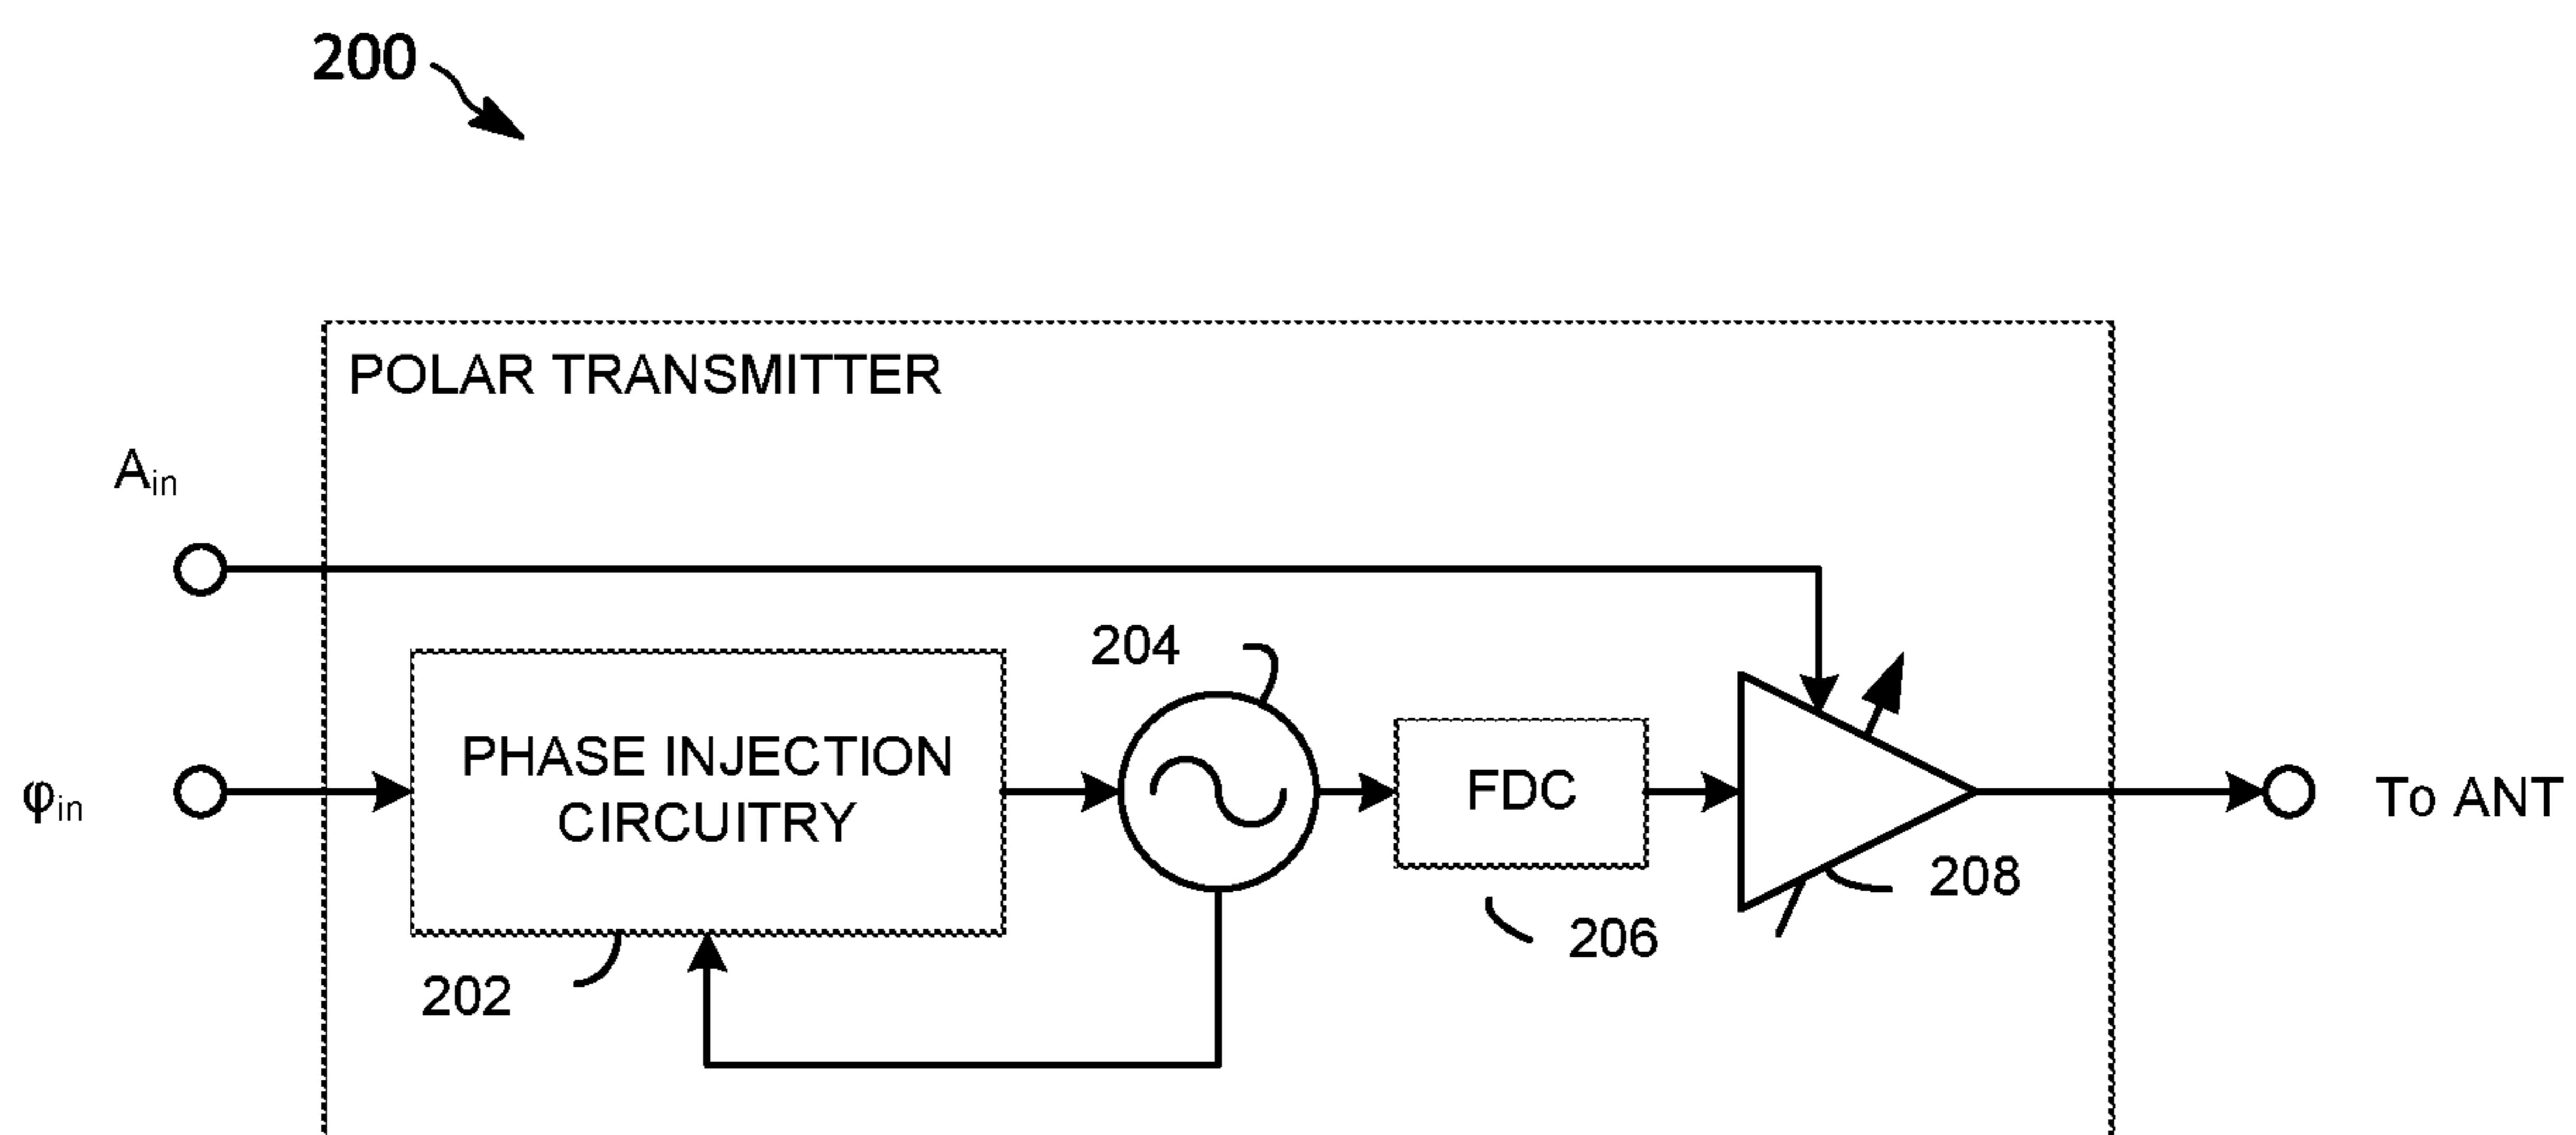 200
POLAR TRANSMITTER
Ain
204
PHASE INJECTION
CIRCUITRY
FDC
φin
To ANT
208
206
202